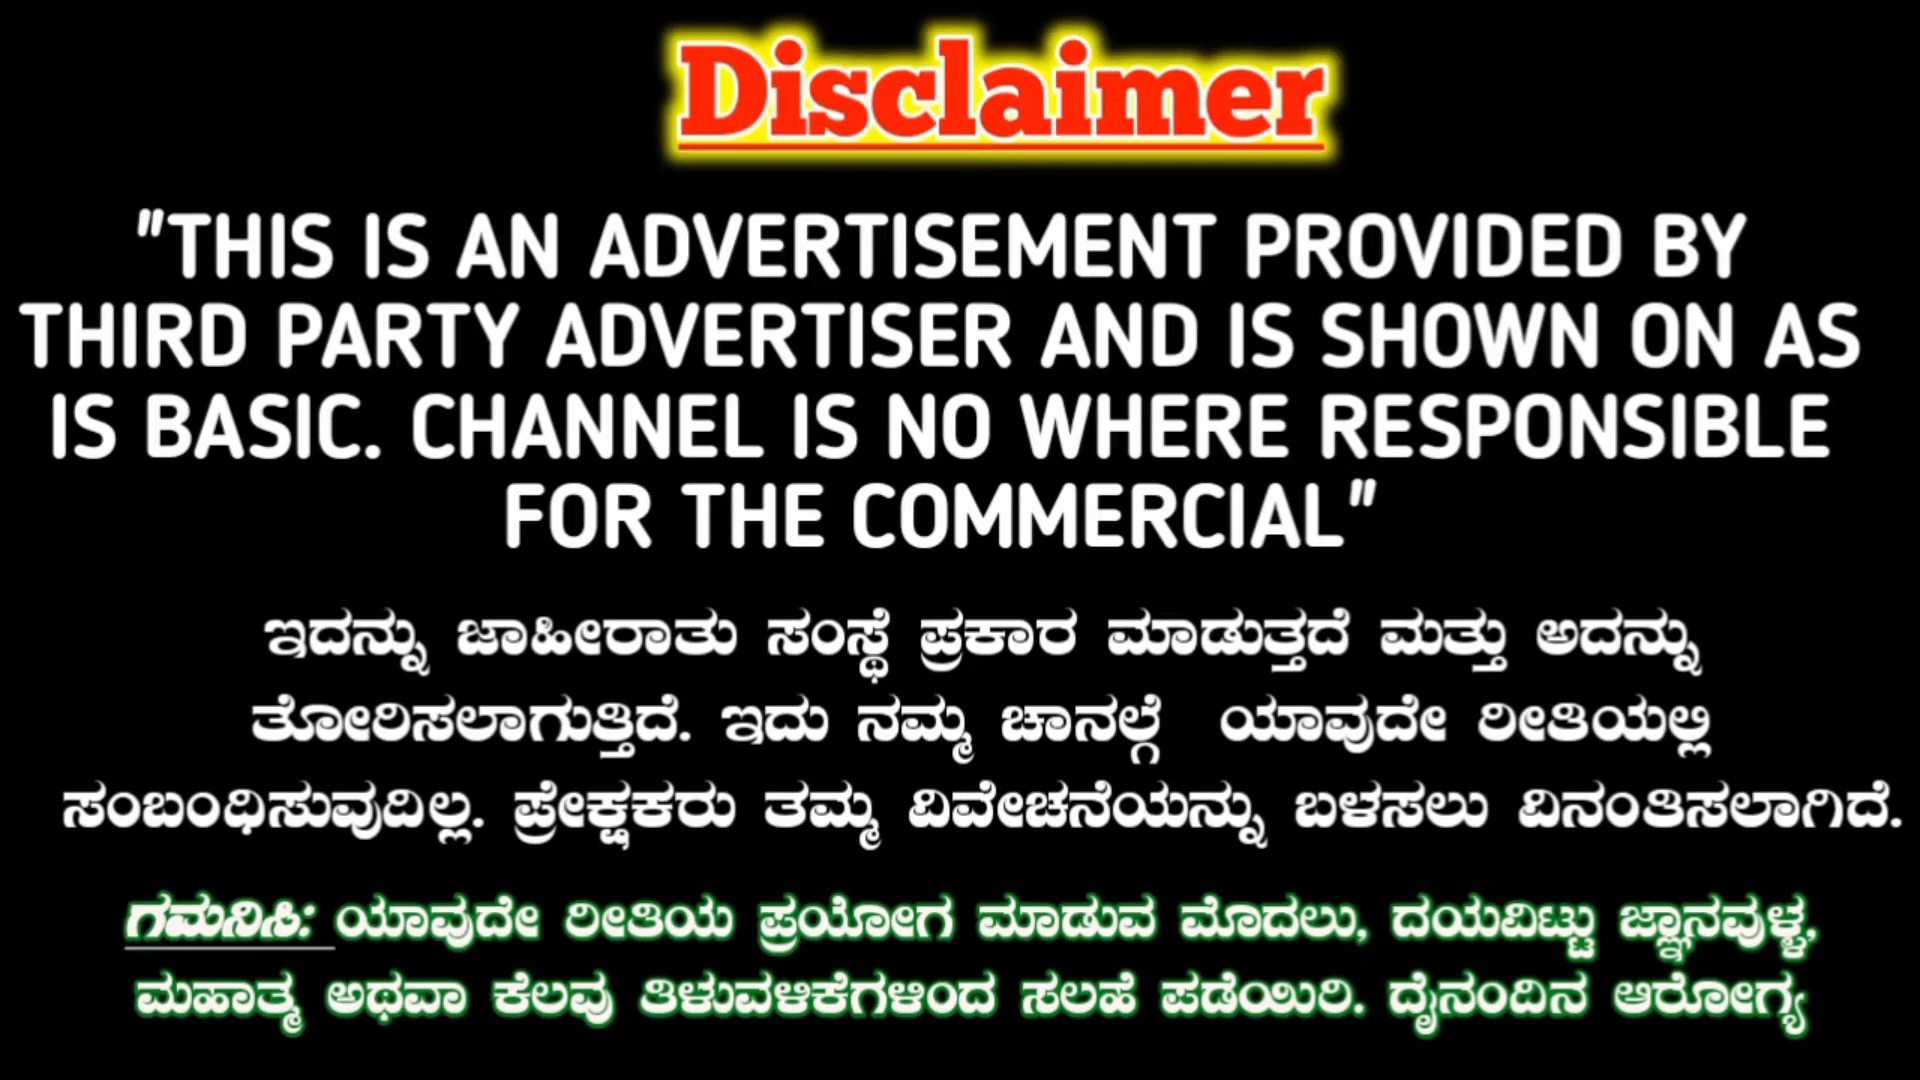 Disclaimer
"THIS IS AN ADVERTISEMENT PROVIDED BY
THIRD PARTY ADVERTISER AND IS SHOWN ON AS
IS BASIC. CHANNEL IS NO WHERE RESPONSIBLE
FOR THE COMMERCIAL"
ಇದನ್ನು ಜಾಹೀರಾತು ಸಂಸ್ಥೆ ಪ್ರಕಾರ ಮಾಡುತ್ತದೆ ಮತ್ತು ಅದನ್ನು
ತೋರಿಸಲಾಗುತ್ತಿದೆ. ಇದು ನಮ್ಮ ಚಾನಲ್ಗೆ ಯಾವುದೇ ರೀತಿಯಲ್ಲಿ
ಸಂಬಂಧಿಸುವುದಿಲ್ಲ. ಪ್ರೇಕ್ಷಕರು ತಮ್ಮ ವಿವೇಚನೆಯನ್ನು ಬಳಸಲು ವಿನಂತಿಸಲಾಗಿದೆ.
ಗಮನಿಸಿ: ಯಾವುದೇ ರೀತಿಯ ಪ್ರಯೋಗ ಮಾಡುವ ಮೊದಲು, ದಯವಿಟ್ಟು ಜ್ಞಾನವುಳ್ಳ,
ಮಹಾತ್ಮ ಅಥವಾ ಕೆಲವು ತಿಳುವಳಿಕೆಗಳಿಂದ ಸಲಹೆ ಪಡೆಯಿರಿ. ದೈನಂದಿನ ಆರೋಗ್ಯ